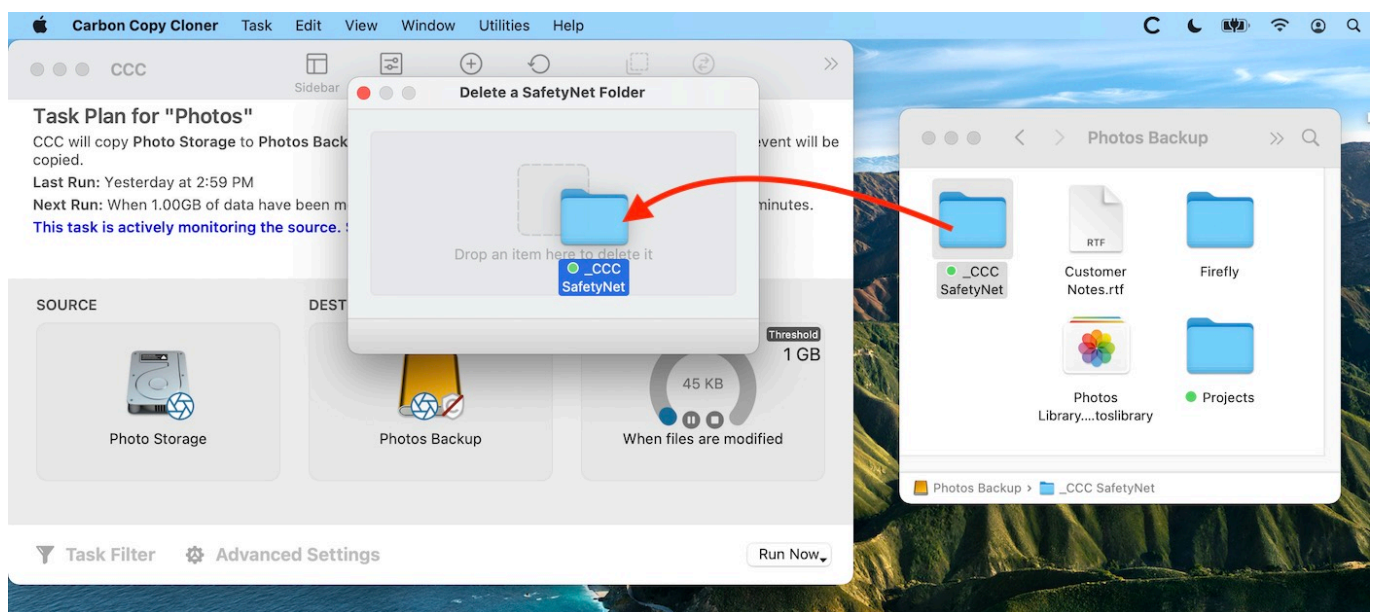 Carbon Copy Cloner Task Edit View Window Utilities Help
CCC
Sidebar
Delete a SafetyNet Folder
Task Plan for "Photos"
CCC will copy Photo Storage to Photos Back
event will be
copied.
Last Run: Yesterday at 2:59 PM
Next Run: When 1.00GB of data have been m
minutes.
This task is actively monitoring the source.
Drop an item here to delete it
_CCC
SafetyNet
SOURCE
DEST
Threshold
1 GB
45 KB
Photo Storage
Photos Backup
When files are modified
Task Filter
Advanced Settings
Run Now
Photos Backup
_CCC
SafetyNet
RTF
Customer
Notes.rtf
Firefly
Photos
Library....toslibrary
Projects
Photos Backup › _CCC SafetyNet